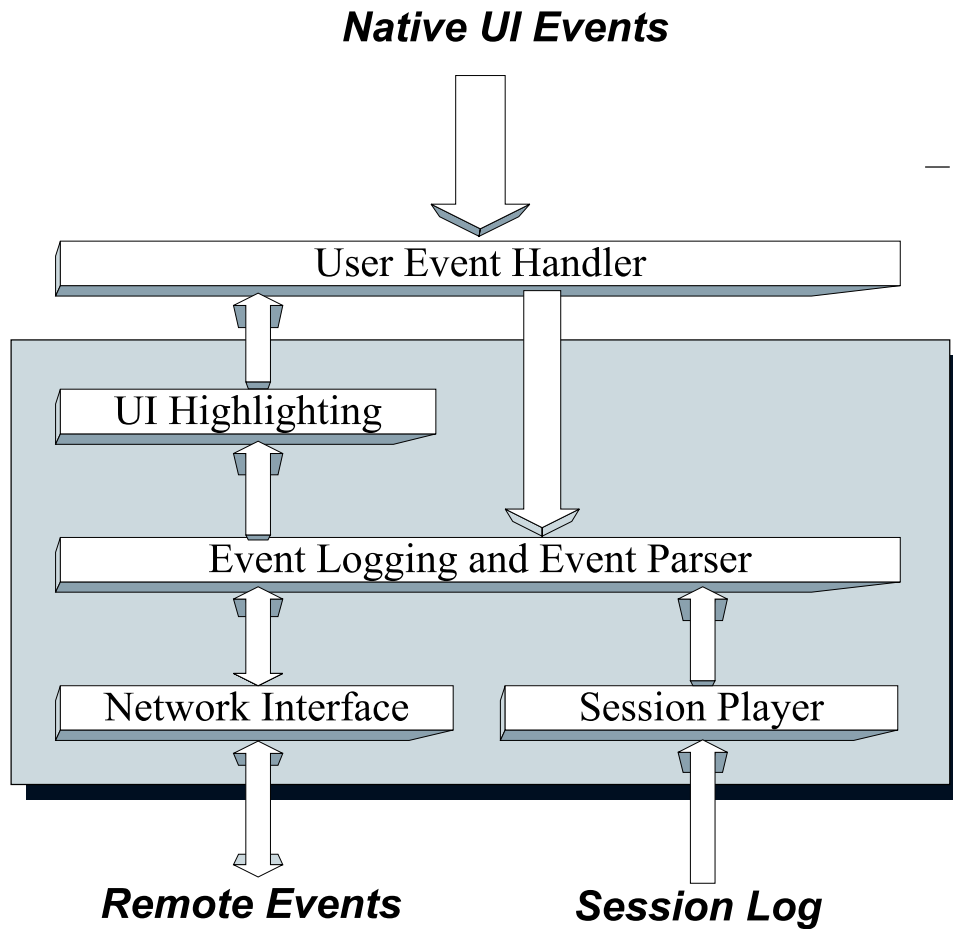 Native UI Events
User Event Handler
UI Highlighting
Event Logging and Event Parser
Network Interface
Session Player
Remote Events
Session Log